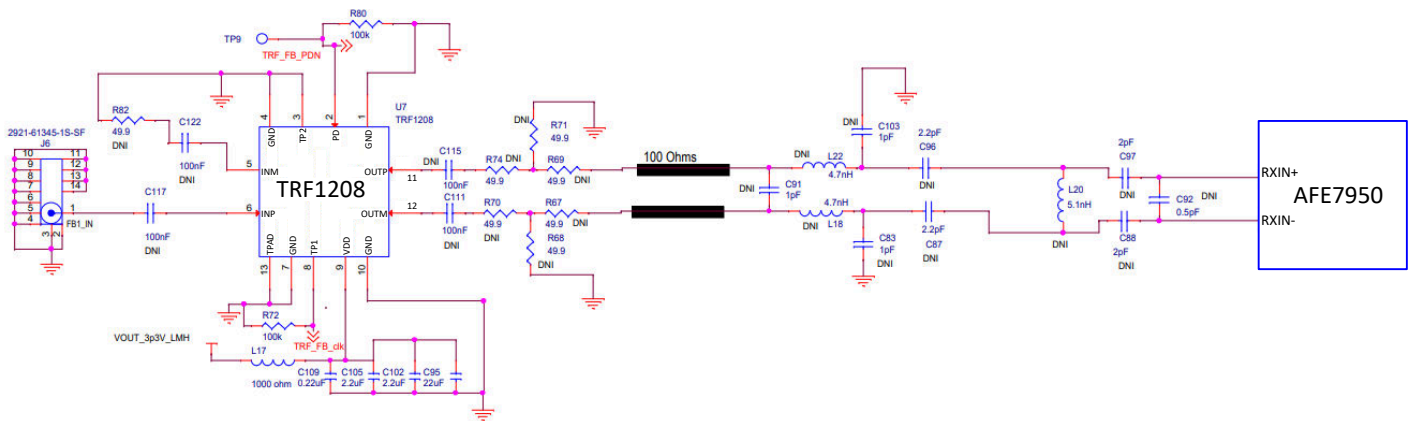 R80
100k
TP9
TRF_FB_PDN
R82
49.9
DNI
C122
100nF
DNI
4
3
2
1
GND
TP2
PD
GND
U7
TRF1208
2921-61345-1S-SF
J6
10
9
8
7
6
5
4
11
12
13
14
1
3
2
FB1_IN
C117
100nF
DNI
5
INM
6
INP
TRF1208
OUTP
11
OUTM
12
TPAD
GND
TP1
VDD
GND
13
7
8
9
10
DNI
C115
100nF
C111
100nF
DNI
R74
DNI
49.9
R70
49.9
DNI
DNI
R71
49.9
R69
49.9
R67
49.9
R68
49.9
DNI
100 Ohms
DNI
C91
1pF
DNI
L22
4.7nH
4.7nH
DNI
L18
DNI
C103
1pF
C83
1pF
DNI
2.2pF
C96
DNI
DNI
2.2pF
C87
DNI
L20
5.1nH
DNI
2pF
C97
DNI
C88
2pF
DNI
C92
DNI
0.5pF
RXIN+
AFE7950
RXIN-
R72
100k
TRF_FB_clk
VOUT_3p3V_LMH
L17
1000 ohm
C109
0.22uF
C105
2.2uF
C102
2.2uF
C95
22uF